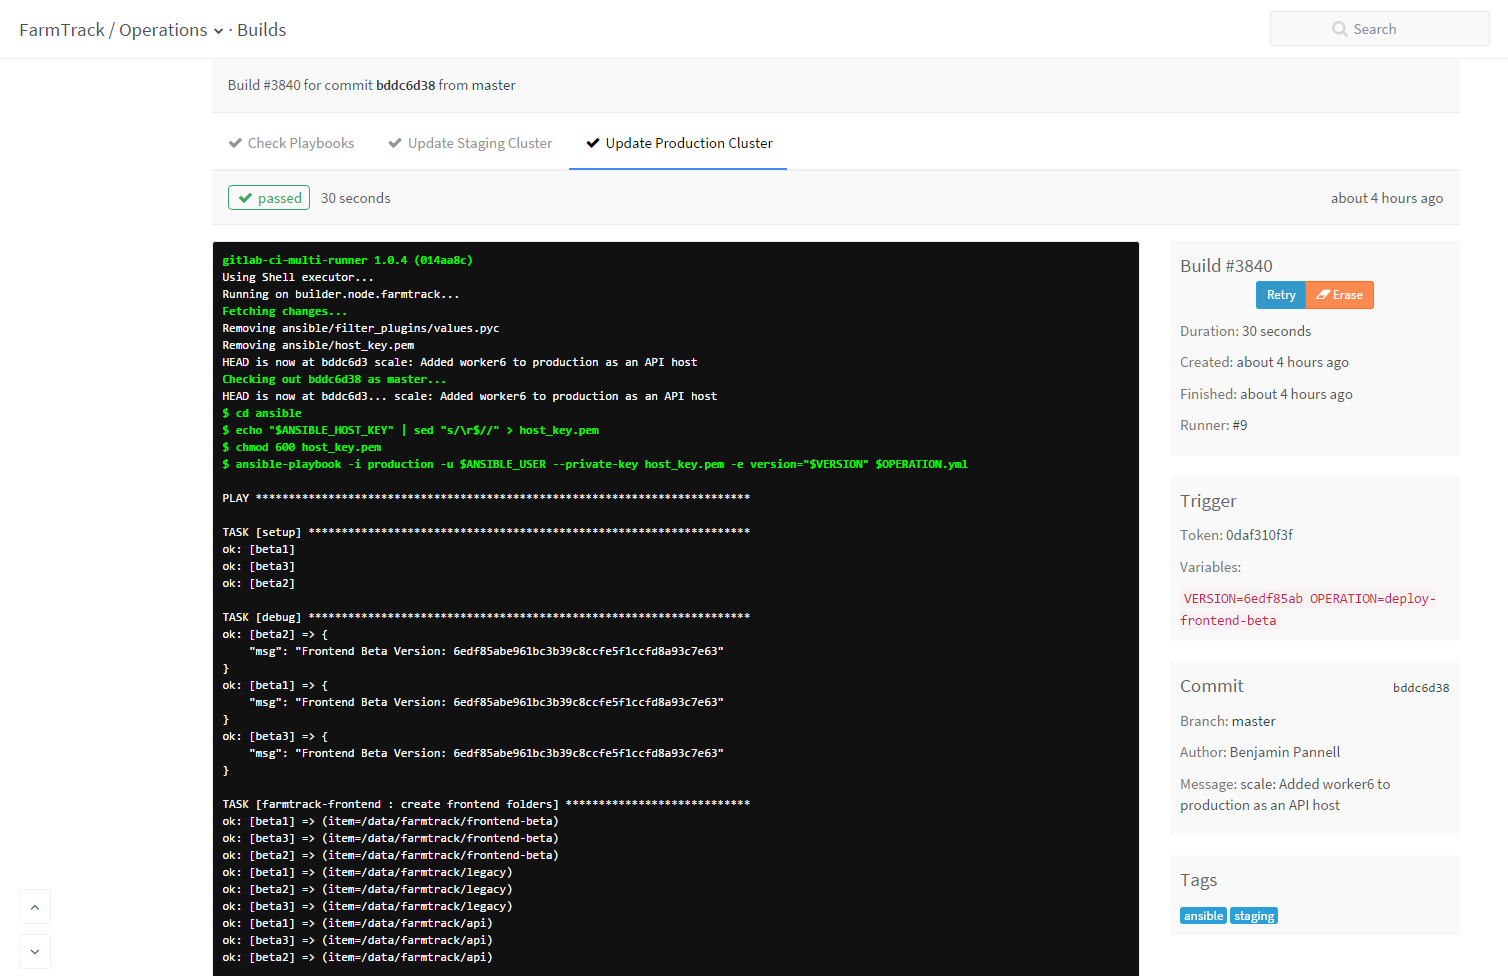 FarmTrack / Operations · Builds
Search
Build #3840 for commit bddc6d38 from master
Check Playbooks
Update Staging Cluster
Update Production Cluster
passed
30 seconds
about 4 hours ago
gitlab-ci-multi-runner 1.0.4 (014aa8c)
Using Shell executor...
Running on builder.node.farmtrack...
Fetching changes...
Removing ansible/filter_plugins/values.pyc
Removing ansible/host_key.pem
HEAD is now at bddc6d3 scale: Added worker6 to production as an API host
Checking out bddc6d38 as master...
HEAD is now at bddc6d3... scale: Added worker6 to production as an API host
$ cd ansible
$ echo "$ANSIBLE_HOST_KEY" | sed "s/\r$//" > host_key.pem
$ chmod 600 host_key.pem
$ ansible-playbook -i production -u $ANSIBLE_USER --private-key host_key.pem -e version="$VERSION" $OPERATION.yml
PLAY ***************************************************************************
TASK [setup] *******************************************************************
ok: [beta1]
ok: [beta3]
ok: [beta2]
TASK [debug] *******************************************************************
ok: [beta2] => {
    "msg": "Frontend Beta Version: 6edf85abe961bc3b39c8ccfe5f1ccfd8a93c7e63"
}
ok: [beta1] => {
    "msg": "Frontend Beta Version: 6edf85abe961bc3b39c8ccfe5f1ccfd8a93c7e63"
}
ok: [beta3] => {
    "msg": "Frontend Beta Version: 6edf85abe961bc3b39c8ccfe5f1ccfd8a93c7e63"
}
TASK [farmtrack-frontend : create frontend folders] ****************************
ok: [beta1] => (item=/data/farmtrack/frontend-beta)
ok: [beta3] => (item=/data/farmtrack/frontend-beta)
ok: [beta2] => (item=/data/farmtrack/frontend-beta)
ok: [beta1] => (item=/data/farmtrack/legacy)
ok: [beta2] => (item=/data/farmtrack/legacy)
ok: [beta3] => (item=/data/farmtrack/legacy)
ok: [beta1] => (item=/data/farmtrack/api)
ok: [beta3] => (item=/data/farmtrack/api)
ok: [beta2] => (item=/data/farmtrack/api)
Build #3840
Retry
Erase
Duration: 30 seconds
Created: about 4 hours ago
Finished: about 4 hours ago
Runner: #9
Trigger
Token: 0daf310f3f
Variables:
VERSION=6edf85ab OPERATION=deploy-
frontend-beta
Commit
bddc6d38
Branch: master
Author: Benjamin Pannell
Message: scale: Added worker6 to
production as an API host
Tags
ansible
staging